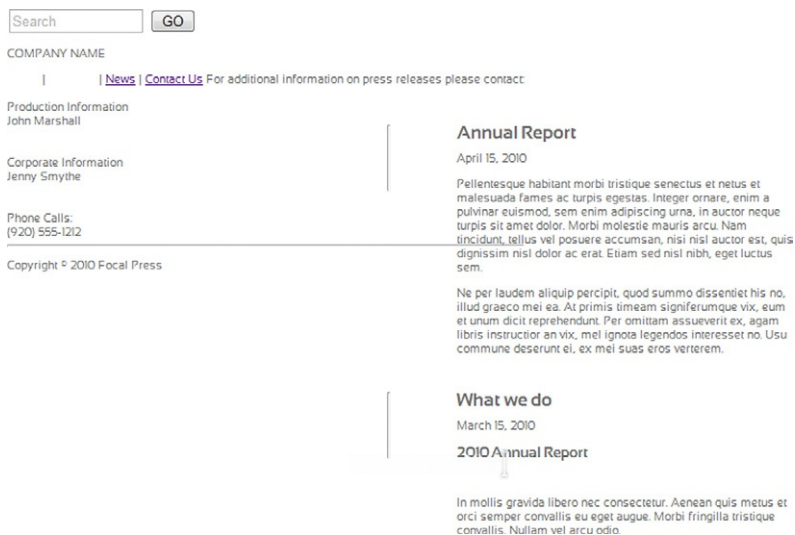 Search GO
COMPANY NAME
| | News | Contact Us For additional information on press releases please contact:
Production Information
John Marshall
Corporate Information
Jenny Smythe
Phone Calls:
(920) 555-1212
Copyright © 2010 Focal Press
Annual Report
April 15, 2010
Pellentesque habitant morbi tristique senectus et netus et
malesuada fames ac turpis egestas. Integer ornare, enim a
pulvinar euismod, sem enim adipiscing urna, in auctor neque
turpis sit amet dolor. Morbi molestie mauris arcu. Nam
tincidunt, tellus vel posuere accumsan, nisi nisl auctor est, quis
dignissim nisl dolor ac erat. Etiam sed nisl nibh, eget luctus
sem.
Ne per laudem aliquip percipit, quod summo dissentiet his no,
illud graeco mei ea. At primis timeam signiferumque vix, eum
et unum dicit reprehendunt. Per omittam assueverit ex, agam
libris instructior an vix, mel ignota legendos interesset no. Usu
commune deserunt ei, ex mei suas eros verterem.
What we do
March 15, 2010
2010 Annual Report
In mollis gravida libero nec consectetur. Aenean quis metus et
orci semper convallis eu eget augue. Morbi fringilla tristique
convallis. Nullam vel arcu odio.